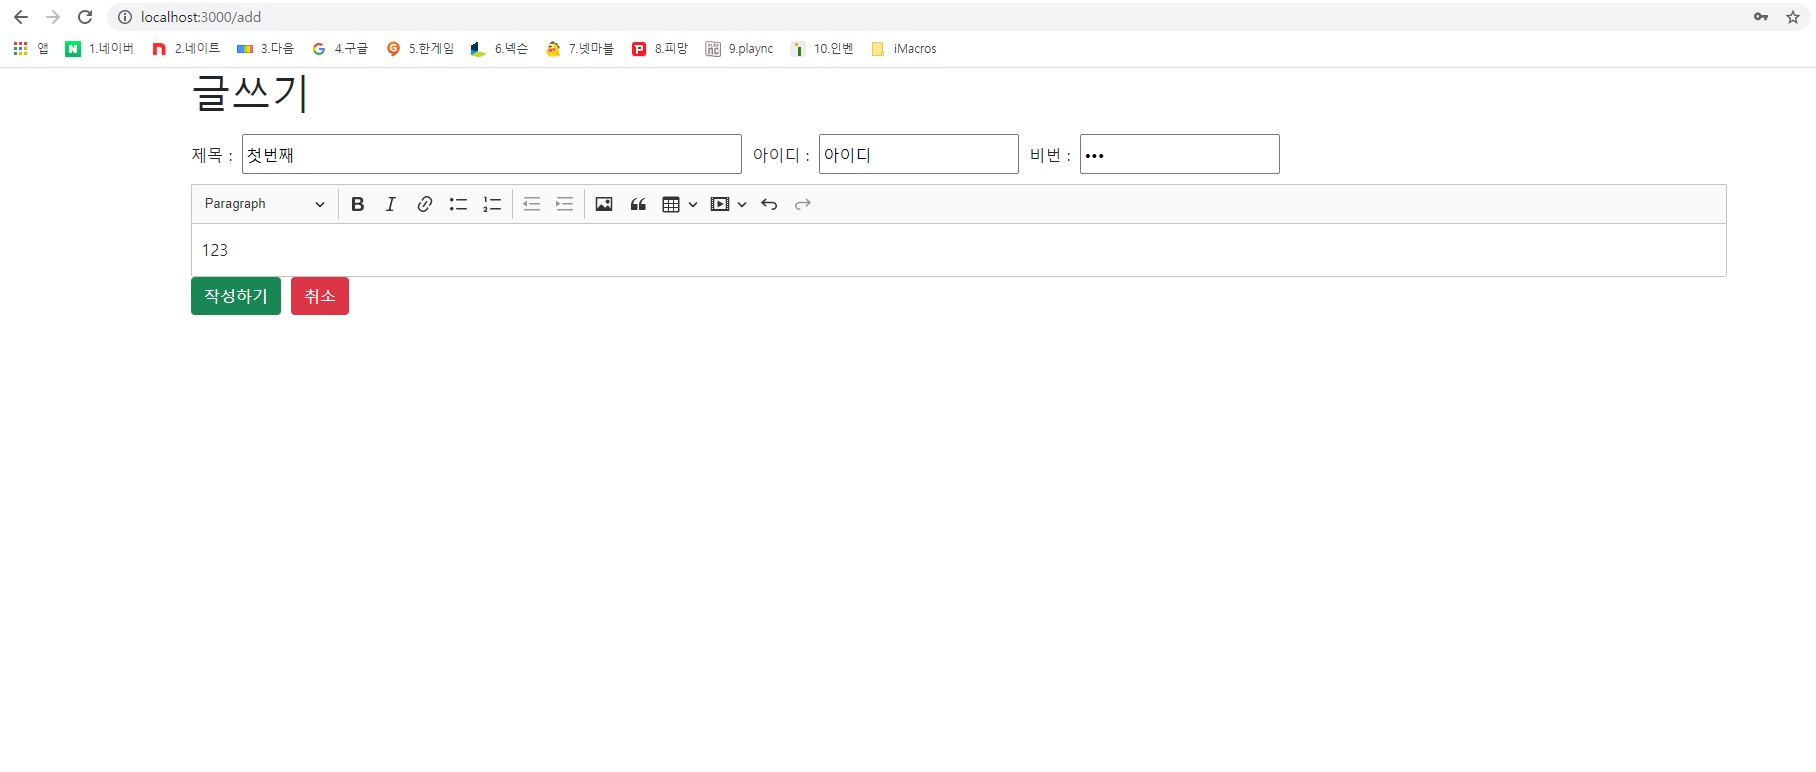 localhost:3000/add
앱 1.네이버 2.네이트 3.다음 4.구글 5.한게임 6.넥슨 7.넷마블 8.피망 9.plaync 10.인벤 iMacros
글쓰기
제목 : 첫번째 아이디 : 아이디 비번 : •••
Paragraph
123
작성하기 취소